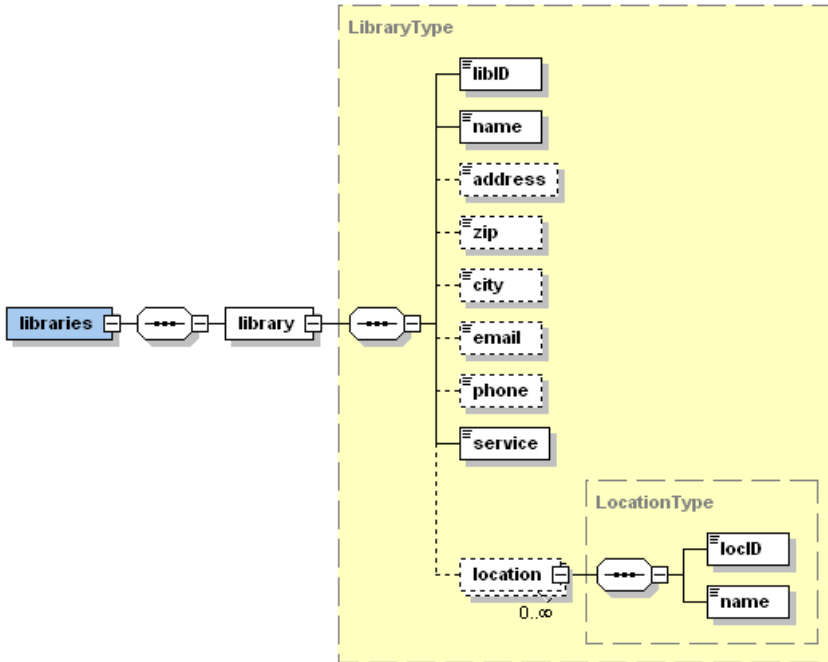 LibraryType
libID
name
address
zip
city
libraries
library
email
phone
service
LocationType
locID
location
name
0..∞